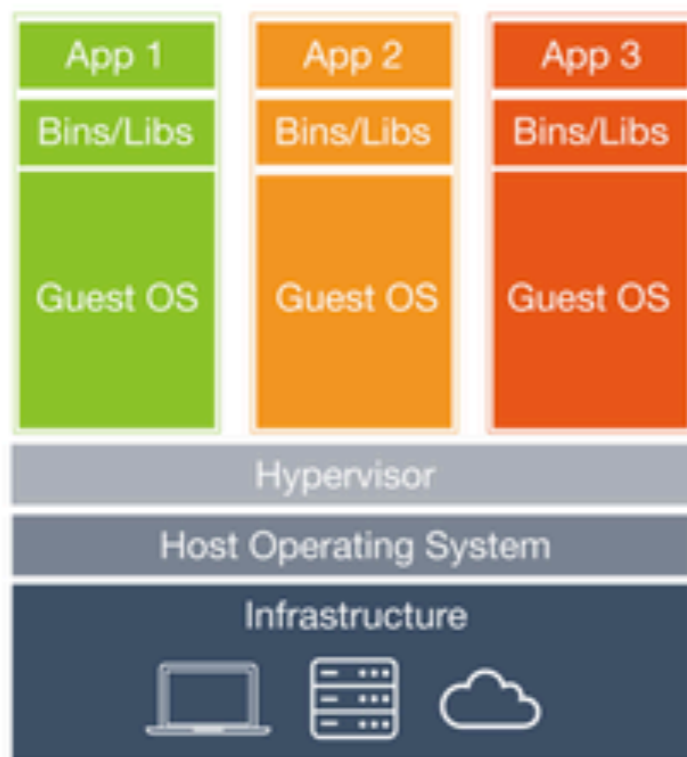 App 1
App 2
App 3
Bins/Libs
Bins/Libs
Bins/Libs
Guest OS
Guest OS
Guest OS
Hypervisor
Host Operating System
Infrastructure